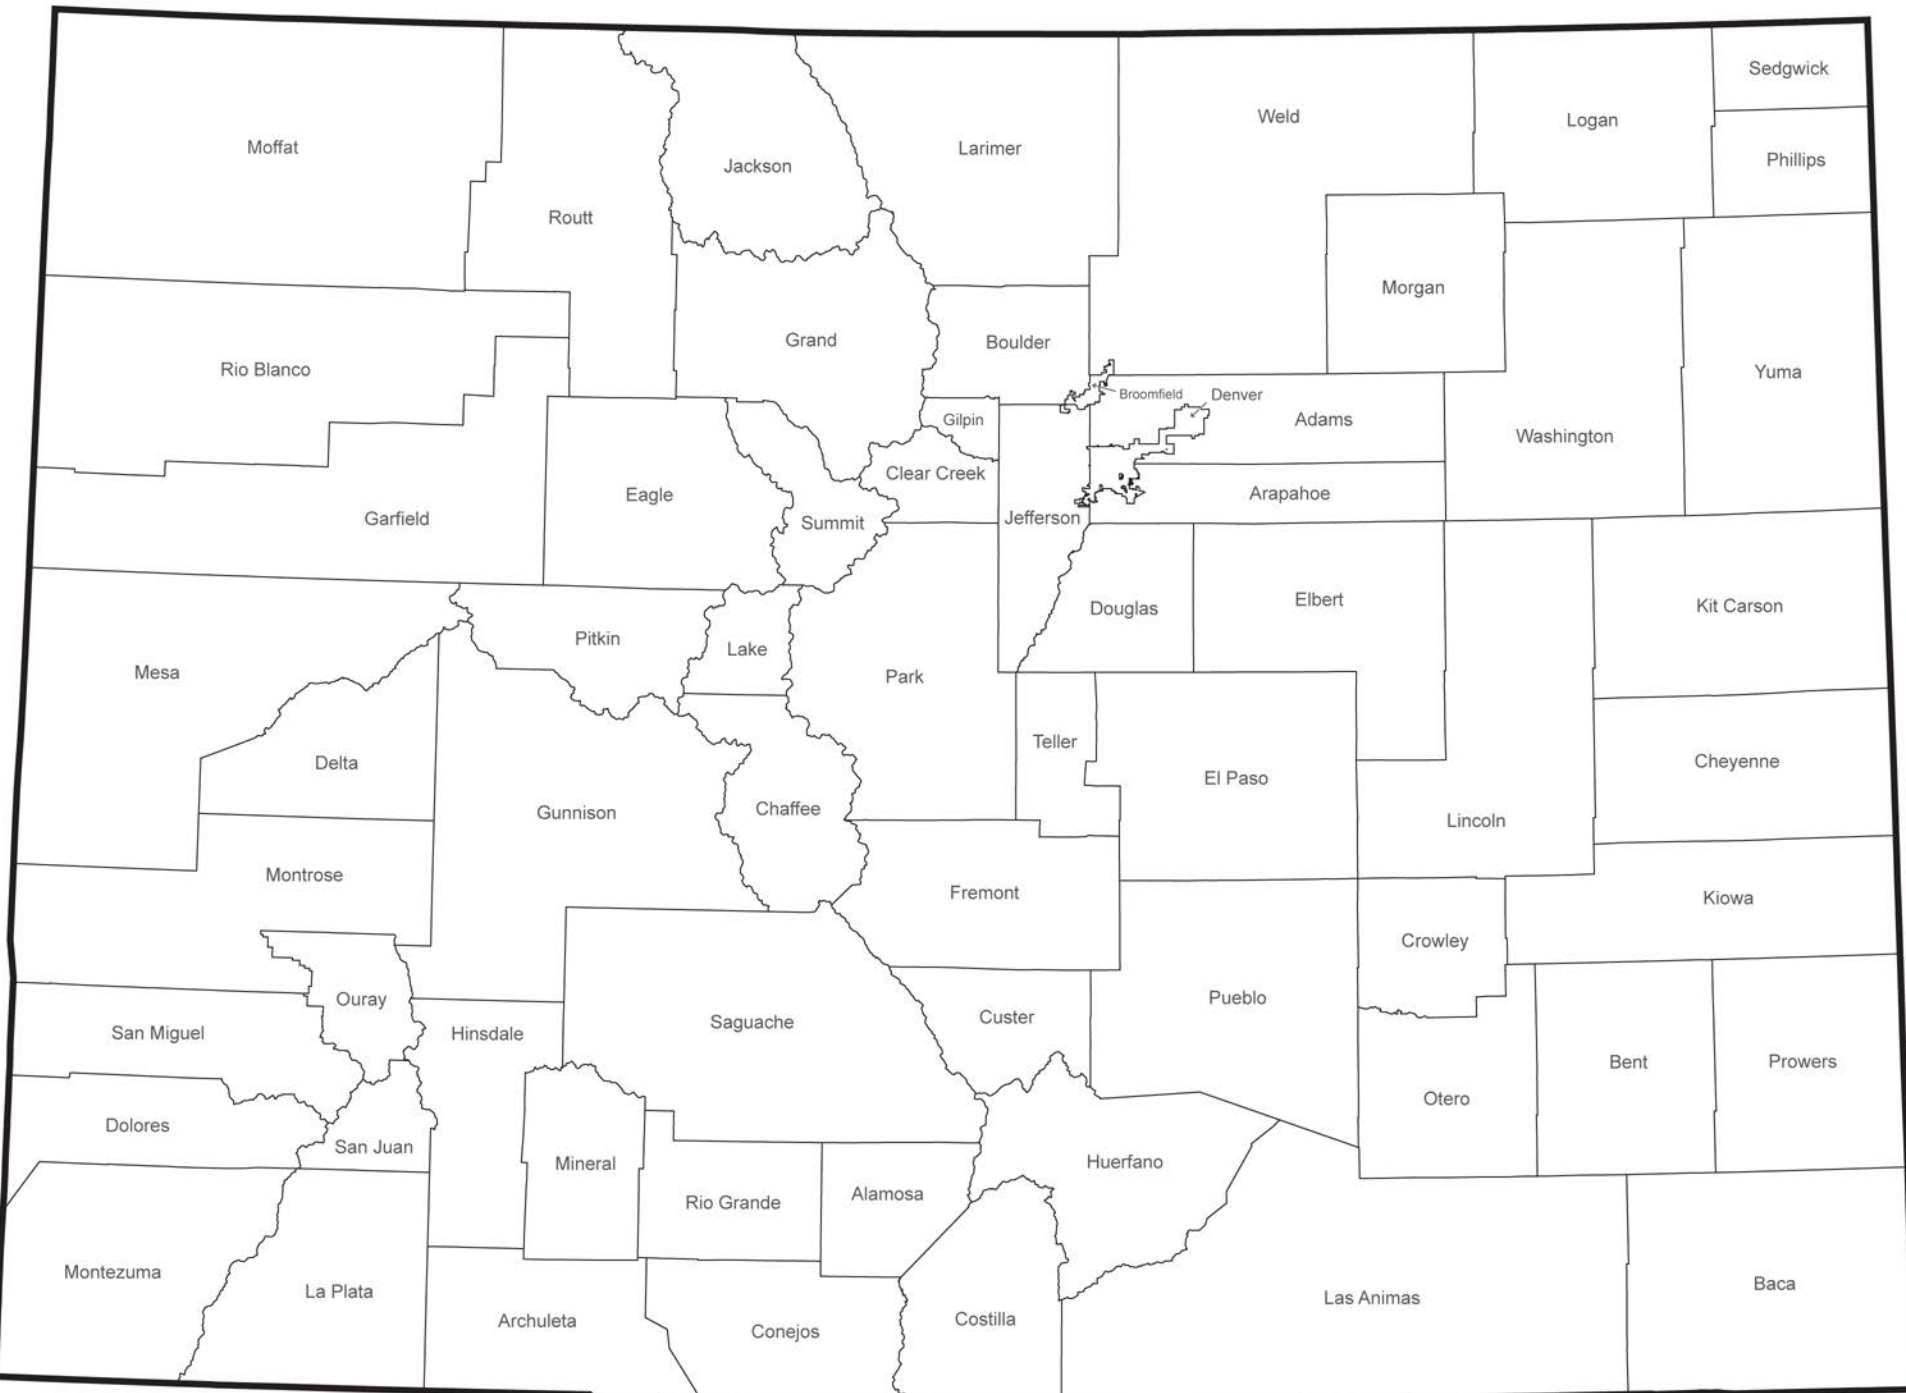 Sedgwick
Weld
Logan
Moffat
Larimer
Phillips
Jackson
Routt
Morgan
Grand
Boulder
Rio Blanco
Yuma
Broomfield
Denver
Gilpin
Adams
Washington
Clear Creek
Eagle
Arapahoe
Garfield
Jefferson
Summit
Elbert
Kit Carson
Douglas
Pitkin
Lake
Mesa
Park
Teller
Delta
Cheyenne
El Paso
Chaffee
Gunnison
Lincoln
Montrose
Fremont
Kiowa
Crowley
Ouray
Pueblo
Custer
Saguache
San Miguel
Hinsdale
Bent
Prowers
Otero
Dolores
San Juan
Mineral
Huerfano
Alamosa
Rio Grande
Montezuma
Baca
La Plata
Las Animas
Costilla
Archuleta
Conejos